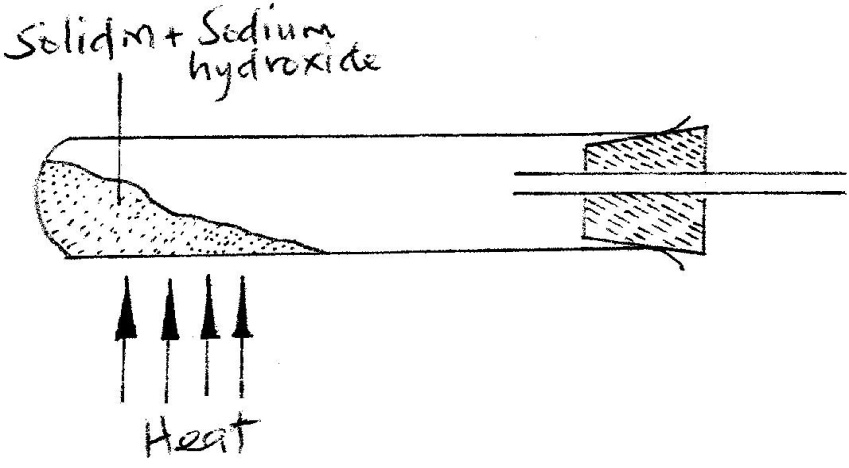 Solid M + Sodium
hydroxide
Heat